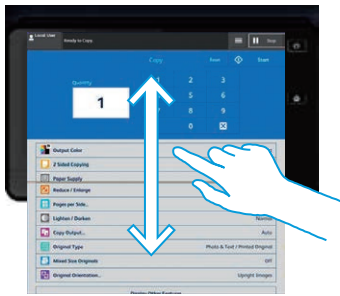 Local User
Ready to Copy
Stop
Copy
Reset
Start
Quantity
1
1 2 3
5 6
7 8 9
0
Output Color
2 Sided Copying
Paper Supply
Reduce / Enlarge
Pages per Side...
Lighten / Darken
Normal
Copy Output...
Auto
Original Type
Photo & Text / Printed Original
Mixed Size Originals
Off
Original Orientation...
Upright Images
Display Other Features